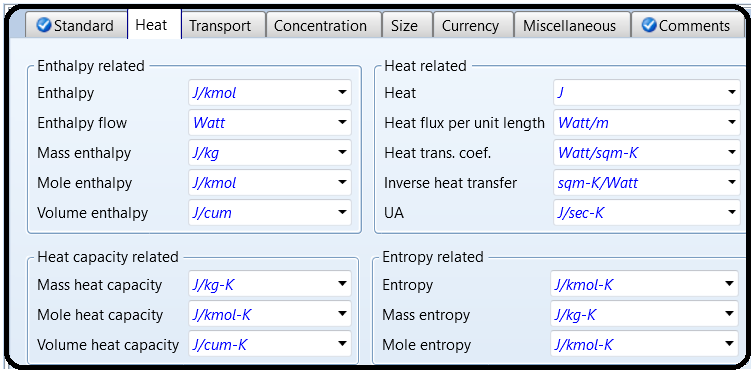 Standard Heat Transport Concentration Size Currency Miscellaneous Comments
Enthalpy related
Enthalpy J/kmol
Enthalpy flow Watt
Mass enthalpy J/kg
Mole enthalpy J/kmol
Volume enthalpy J/cum
Heat related
Heat J
Heat flux per unit length Watt/m
Heat trans. coef. Watt/sqm-K
Inverse heat transfer sqm-K/Watt
UA J/sec-K
Heat capacity related
Mass heat capacity J/kg-K
Mole heat capacity J/kmol-K
Volume heat capacity J/cum-K
Entropy related
Entropy J/kmol-K
Mass entropy J/kg-K
Mole entropy J/kmol-K